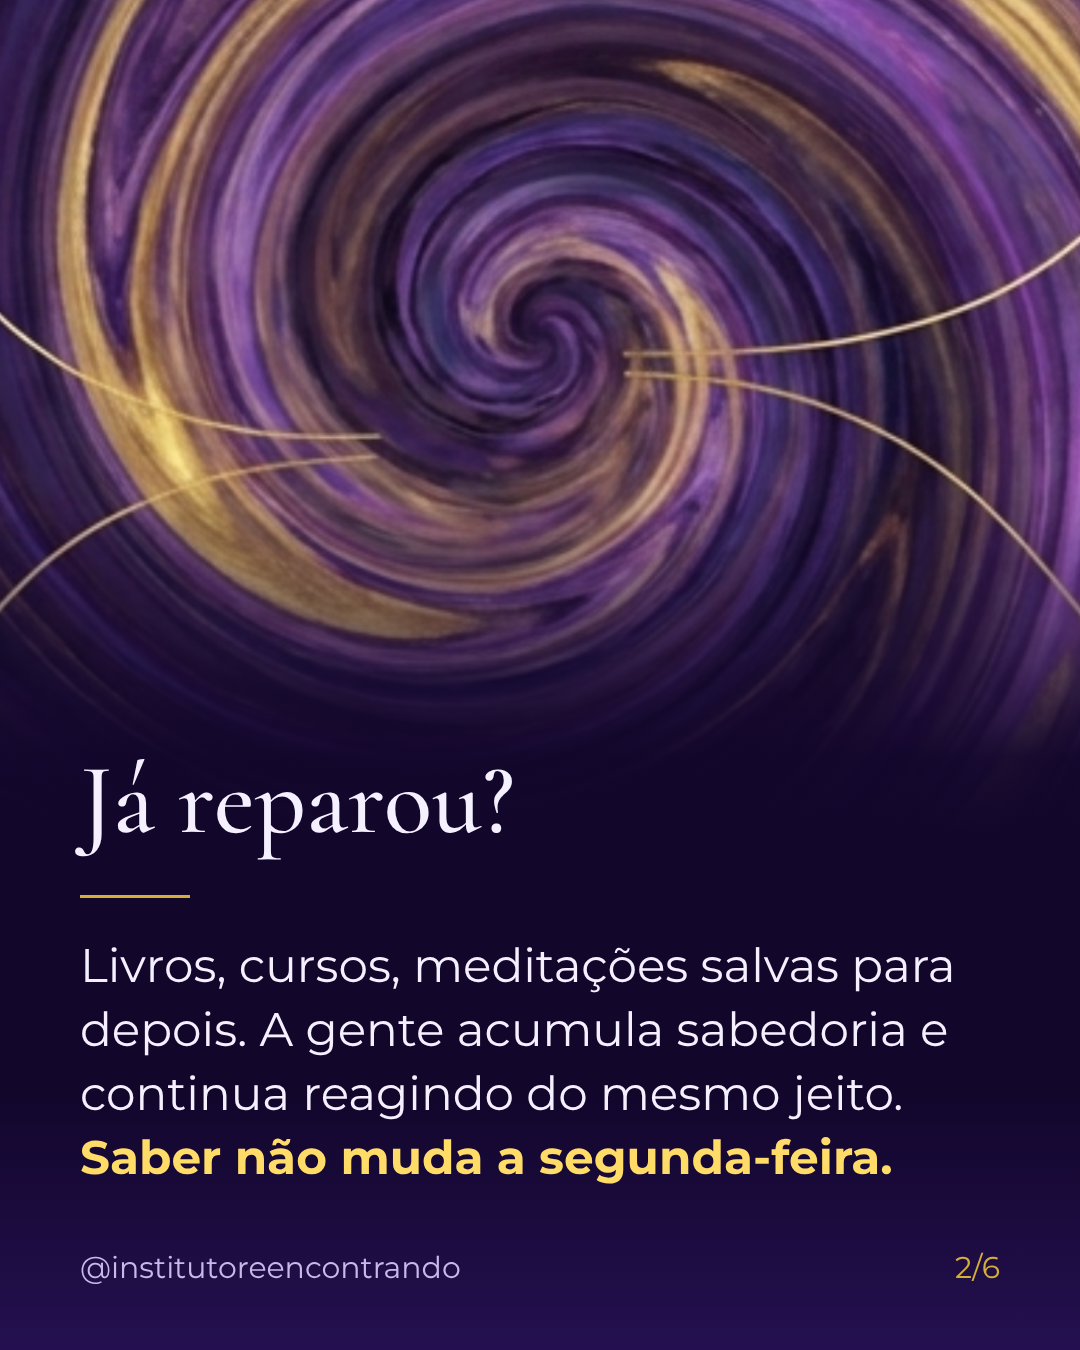 Já reparou?
Livros, cursos, meditações salvas para
depois. A gente acumula sabedoria e
continua reagindo do mesmo jeito.
Saber não muda a segunda-feira.
@institutoreencontrando
2/6